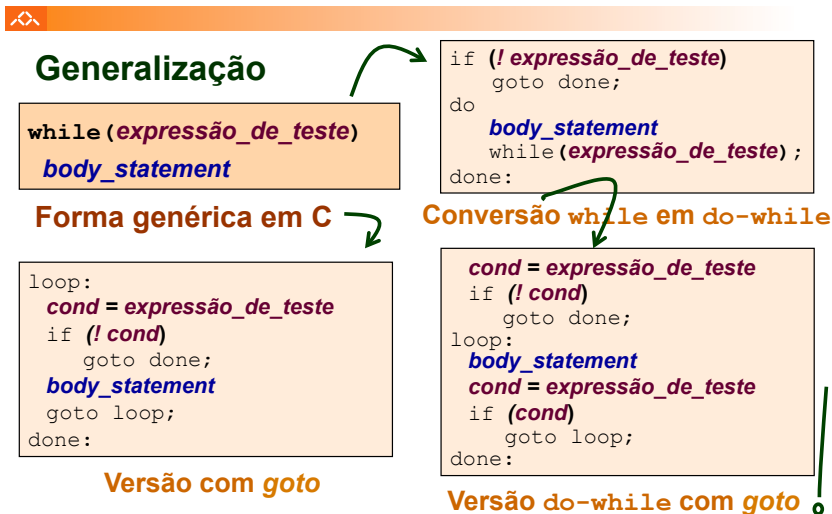 Generalização
while(expressão_de_teste)
body_statement
Forma genérica em C
if (! expressão_de_teste)
goto done;
do
body_statement
while(expressão_de_teste);
done:
Conversão while em do-while
loop:
cond = expressão_de_teste
if (! cond)
goto done;
body_statement
goto loop;
done:
Versão com goto
cond = expressão_de_teste
if (! cond)
goto done;
loop:
body_statement
cond = expressão_de_teste
if (cond)
goto loop;
done:
Versão do-while com goto